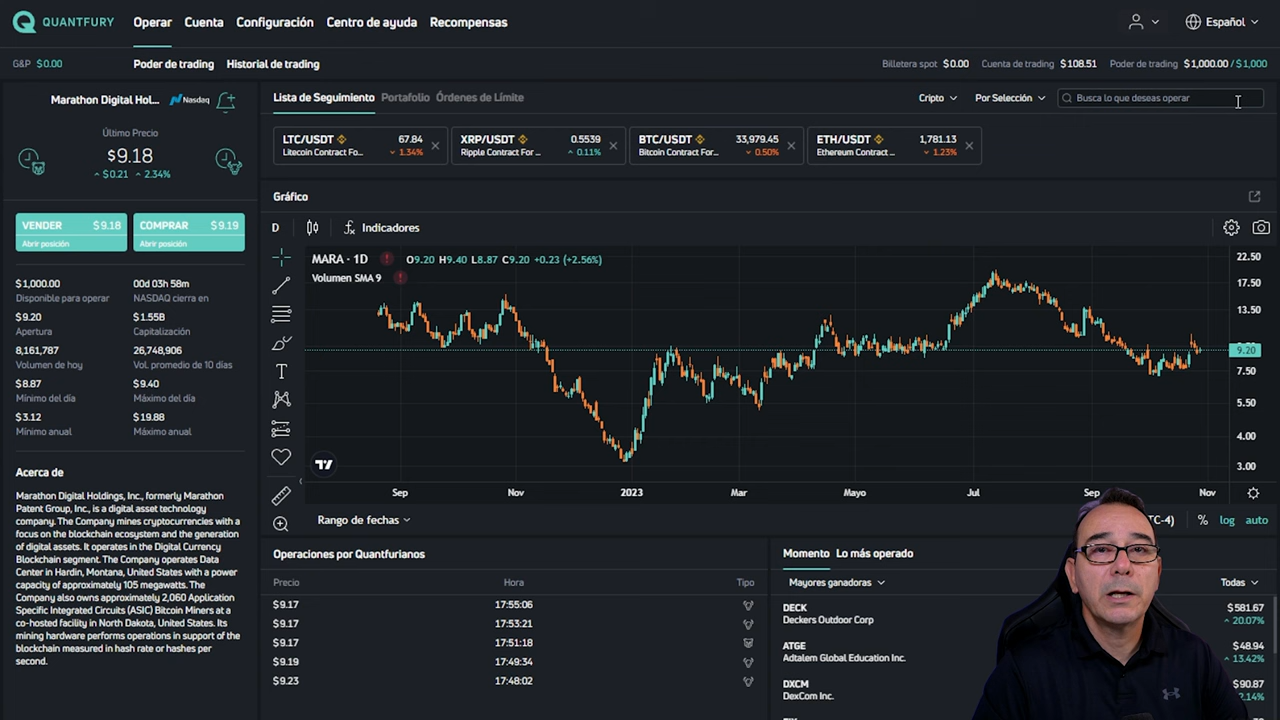 QUANTFURY
Operar Cuenta Configuración Centro de ayuda Recompensas
Español
G&P $0.00
Poder de trading Historial de trading
Billetera spot $0.00 Cuenta de trading $108.51 Poder de trading $1,000.00 / $1,000
Marathon Digital Hol... Nasdaq
Último Precio
$9.18
$0.21 2.34%
VENDER $9.18
Abrir posición
COMPRAR $9.19
Abrir posición
$1,000.00 00d 03h 58m
Disponible para operar NASDAQ cierra en
$9.20 $1.55B
Apertura Capitalización
8,161,787 26,748,906
Volumen de hoy Vol. promedio de 10 días
$8.87 $9.40
Mínimo del día Máximo del día
$3.12 $19.88
Mínimo anual Máximo anual
Acerca de
Marathon Digital Holdings, Inc., formerly Marathon
Patent Group, Inc., is a digital asset technology
company. The Company mines cryptocurrencies with a
focus on the blockchain ecosystem and the generation
of digital assets. It operates in the Digital Currency
Blockchain segment. The Company operates Data
Center in Hardin, Montana, United States with a power
capacity of approximately 105 megawatts. The
Company also owns approximately 2,060 Application
Specific Integrated Circuits (ASIC) Bitcoin Miners at a
co-hosted facility in North Dakota, United States. Its
mining hardware performs operations in support of the
blockchain measured in hash rate or hashes per
second.
Lista de Seguimiento Portafolio Órdenes de Límite
Cripto Por Selección Busca lo que deseas operar
LTC/USDT 67.84
Litecoin Contract Fo... 1.34%
XRP/USDT 0.5539
Ripple Contract For ... 0.11%
BTC/USDT 33,979.45
Bitcoin Contract For... 0.50%
ETH/USDT 1,781.13
Ethereum Contract ... 1.23%
Gráfico
D Indicadores
MARA · 1D O9.20 H9.40 L8.87 C9.20 +0.23 (+2.56%)
Volumen SMA 9
22.50
17.50
13.50
9.20
7.50
5.50
4.00
3.00
Sep Nov 2023 Mar Mayo Jul Sep Nov
Rango de fechas
TC-4) % log auto
Operaciones por Quantfurianos
Precio Hora Tipo
$9.17 17:55:06
$9.17 17:53:21
$9.17 17:51:18
$9.19 17:49:34
$9.23 17:48:02
Momento Lo más operado
Mayores ganadoras Todas
DECK $581.67
Deckers Outdoor Corp 20.07%
ATGE $48.94
Adtalem Global Education Inc. 13.42%
DXCM $90.87
DexCom Inc. 2.14%